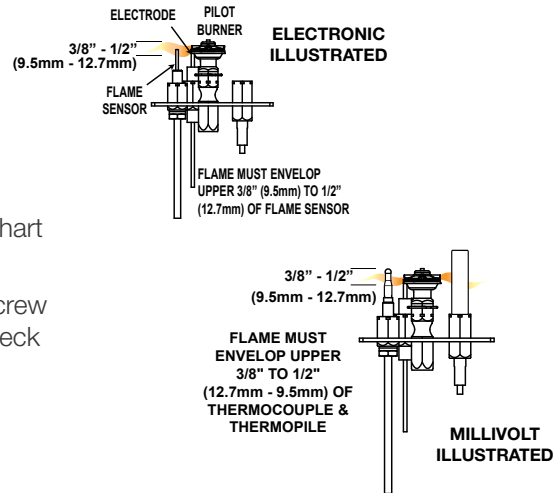 ELECTRODE
PILOT
BURNER
ELECTRONIC
ILLUSTRATED
3/8” - 1/2”
(9.5mm - 12.7mm)
FLAME
SENSOR
FLAME MUST ENVELOP
UPPER 3/8” (9.5mm) TO 1/2”
(12.7mm) OF FLAME SENSOR
hart
crew
eck
3/8” - 1/2”
(9.5mm - 12.7mm)
FLAME MUST
ENVELOP UPPER
3/8" TO 1/2"
(12.7mm - 9.5mm) OF
THERMOCOUPLE &
THERMOPILE
MILLIVOLT
ILLUSTRATED